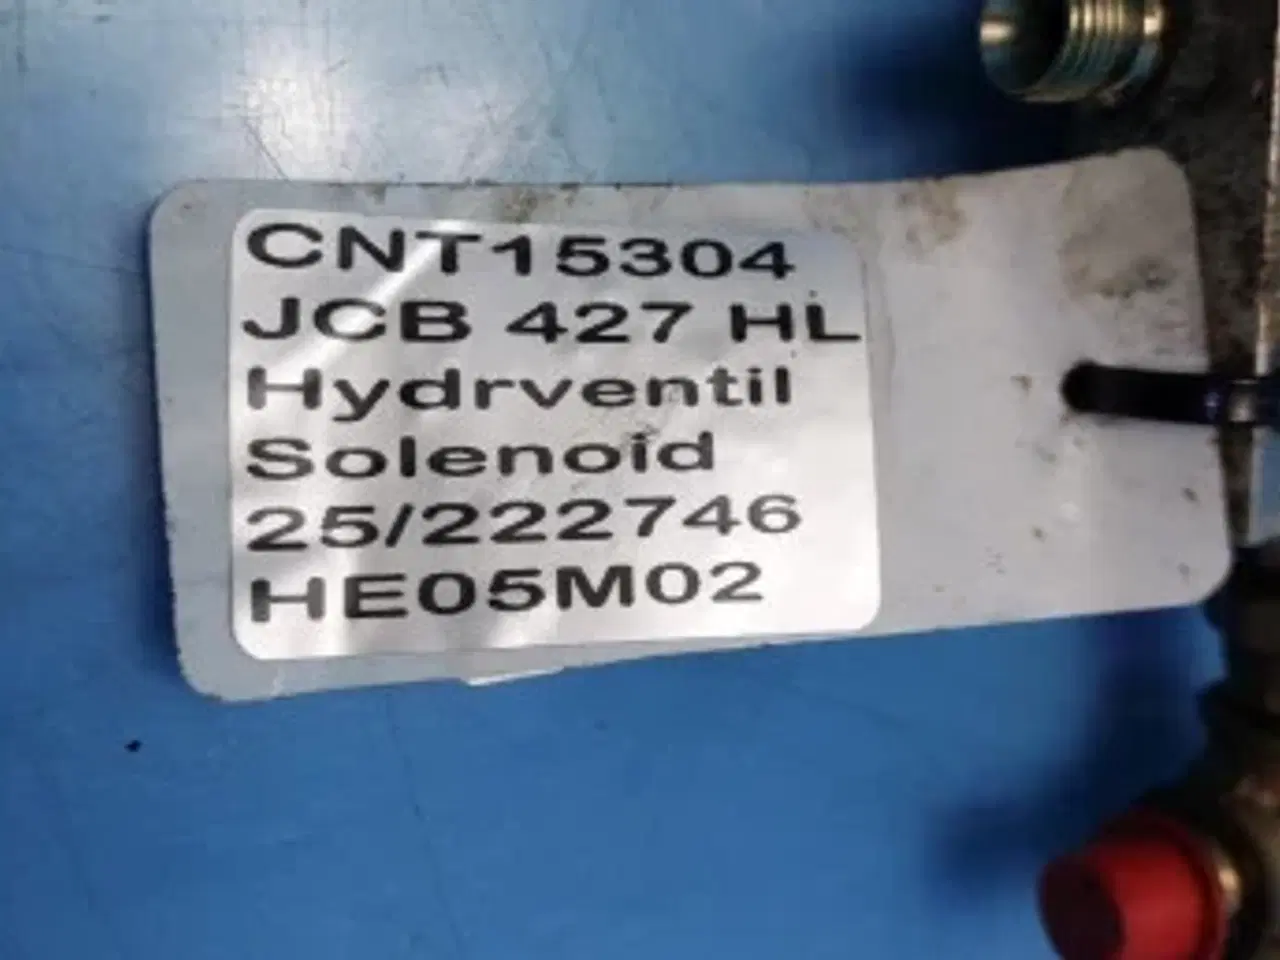 CNT15304
JCB 427 HL
Hydrventil
Solenoid
25/222746
HE05M02